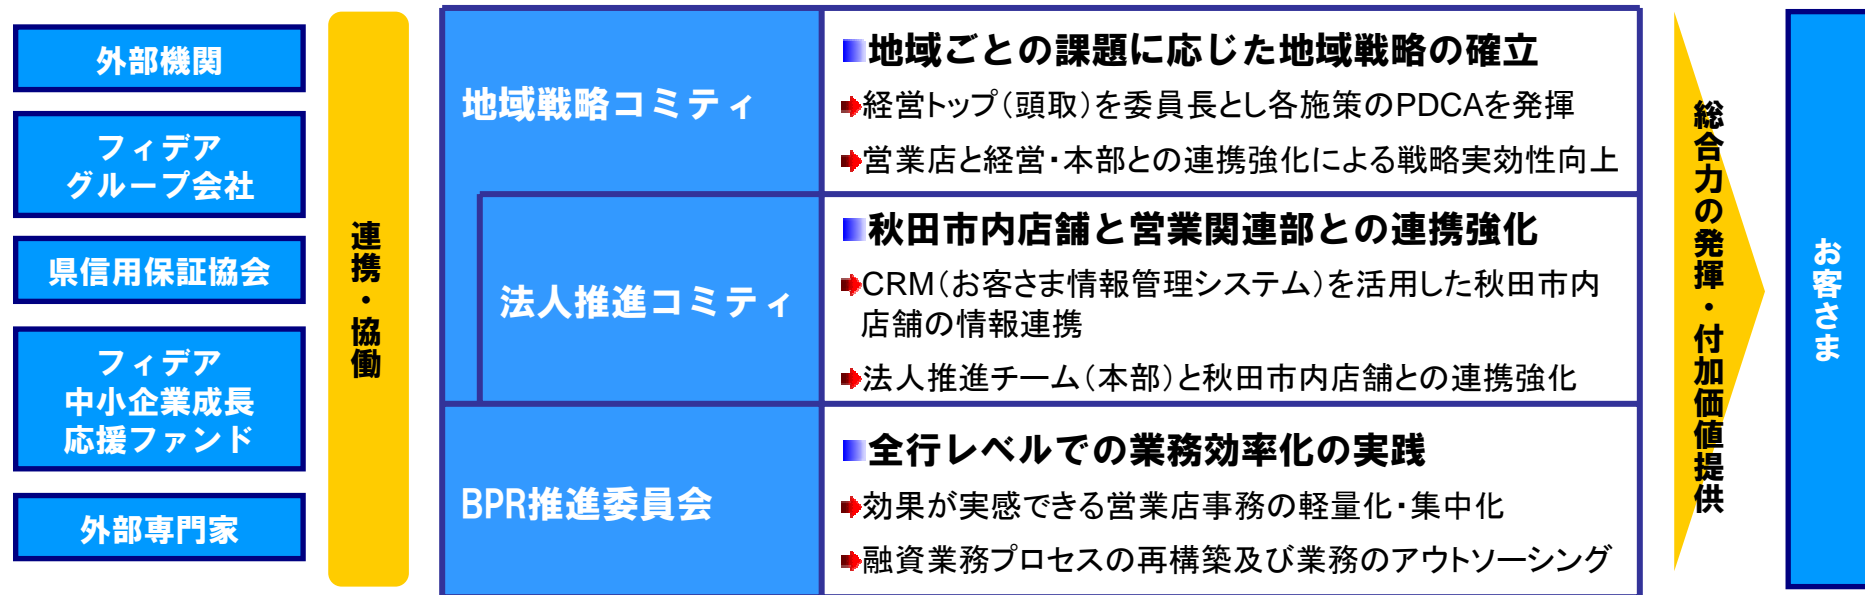 外部機関
フィデア
グループ会社
県信用保証協会
フィデア
中小企業成長
応援ファンド
外部専門家
連携・協働
地域戦略コミティ
■地域ごとの課題に応じた地域戦略の確立
➡経営トップ（頭取）を委員長とし各施策のPDCAを発揮
➡営業店と経営・本部との連携強化による戦略実効性向上
法人推進コミティ
■秋田市内店舗と営業関連部との連携強化
➡CRM（お客さま情報管理システム）を活用した秋田市内
店舗の情報連携
➡法人推進チーム（本部）と秋田市内店舗との連携強化
BPR推進委員会
■全行レベルでの業務効率化の実践
➡効果が実感できる営業店事務の軽量化・集中化
➡融資業務プロセスの再構築及び業務のアウトソーシング
総合力の発揮・付加価値提供
お客さま